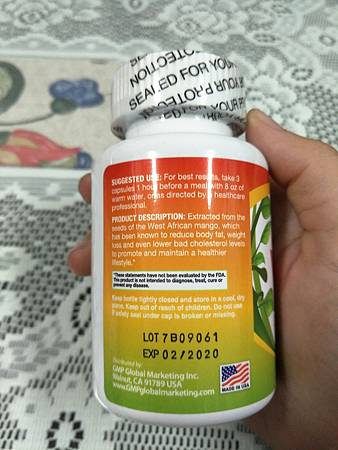 NOITCETO
SEALED FOR YOUR
SUGGESTED USE: For best results, take 3
capsules 1 hour before a meal with 8 oz of
warm water, or as directed by a healthcare
professional.
PRODUCT DESCRIPTION: Extracted from the
seeds of the West African mango, which
has been known to reduce body fat, weight
loss and even lower bad cholesterol levels
to promote and maintain a healthier
lifestyle.*
*These statements have not been evaluated by the FDA.
This product is not intended to diagnose, treat, cure or
prevent any disease.
Keep bottle tightly closed and store in a cool, dry
place. Keep out of reach of children. Do not use
if safety seal under cap is broken or missing.
LOT 7B09061
EXP 02/2020
Distributed by
GMP Global Marketing Inc.
Walnut, CA 91789 USA
www.GMPglobalmarketing.com
MADE IN USA